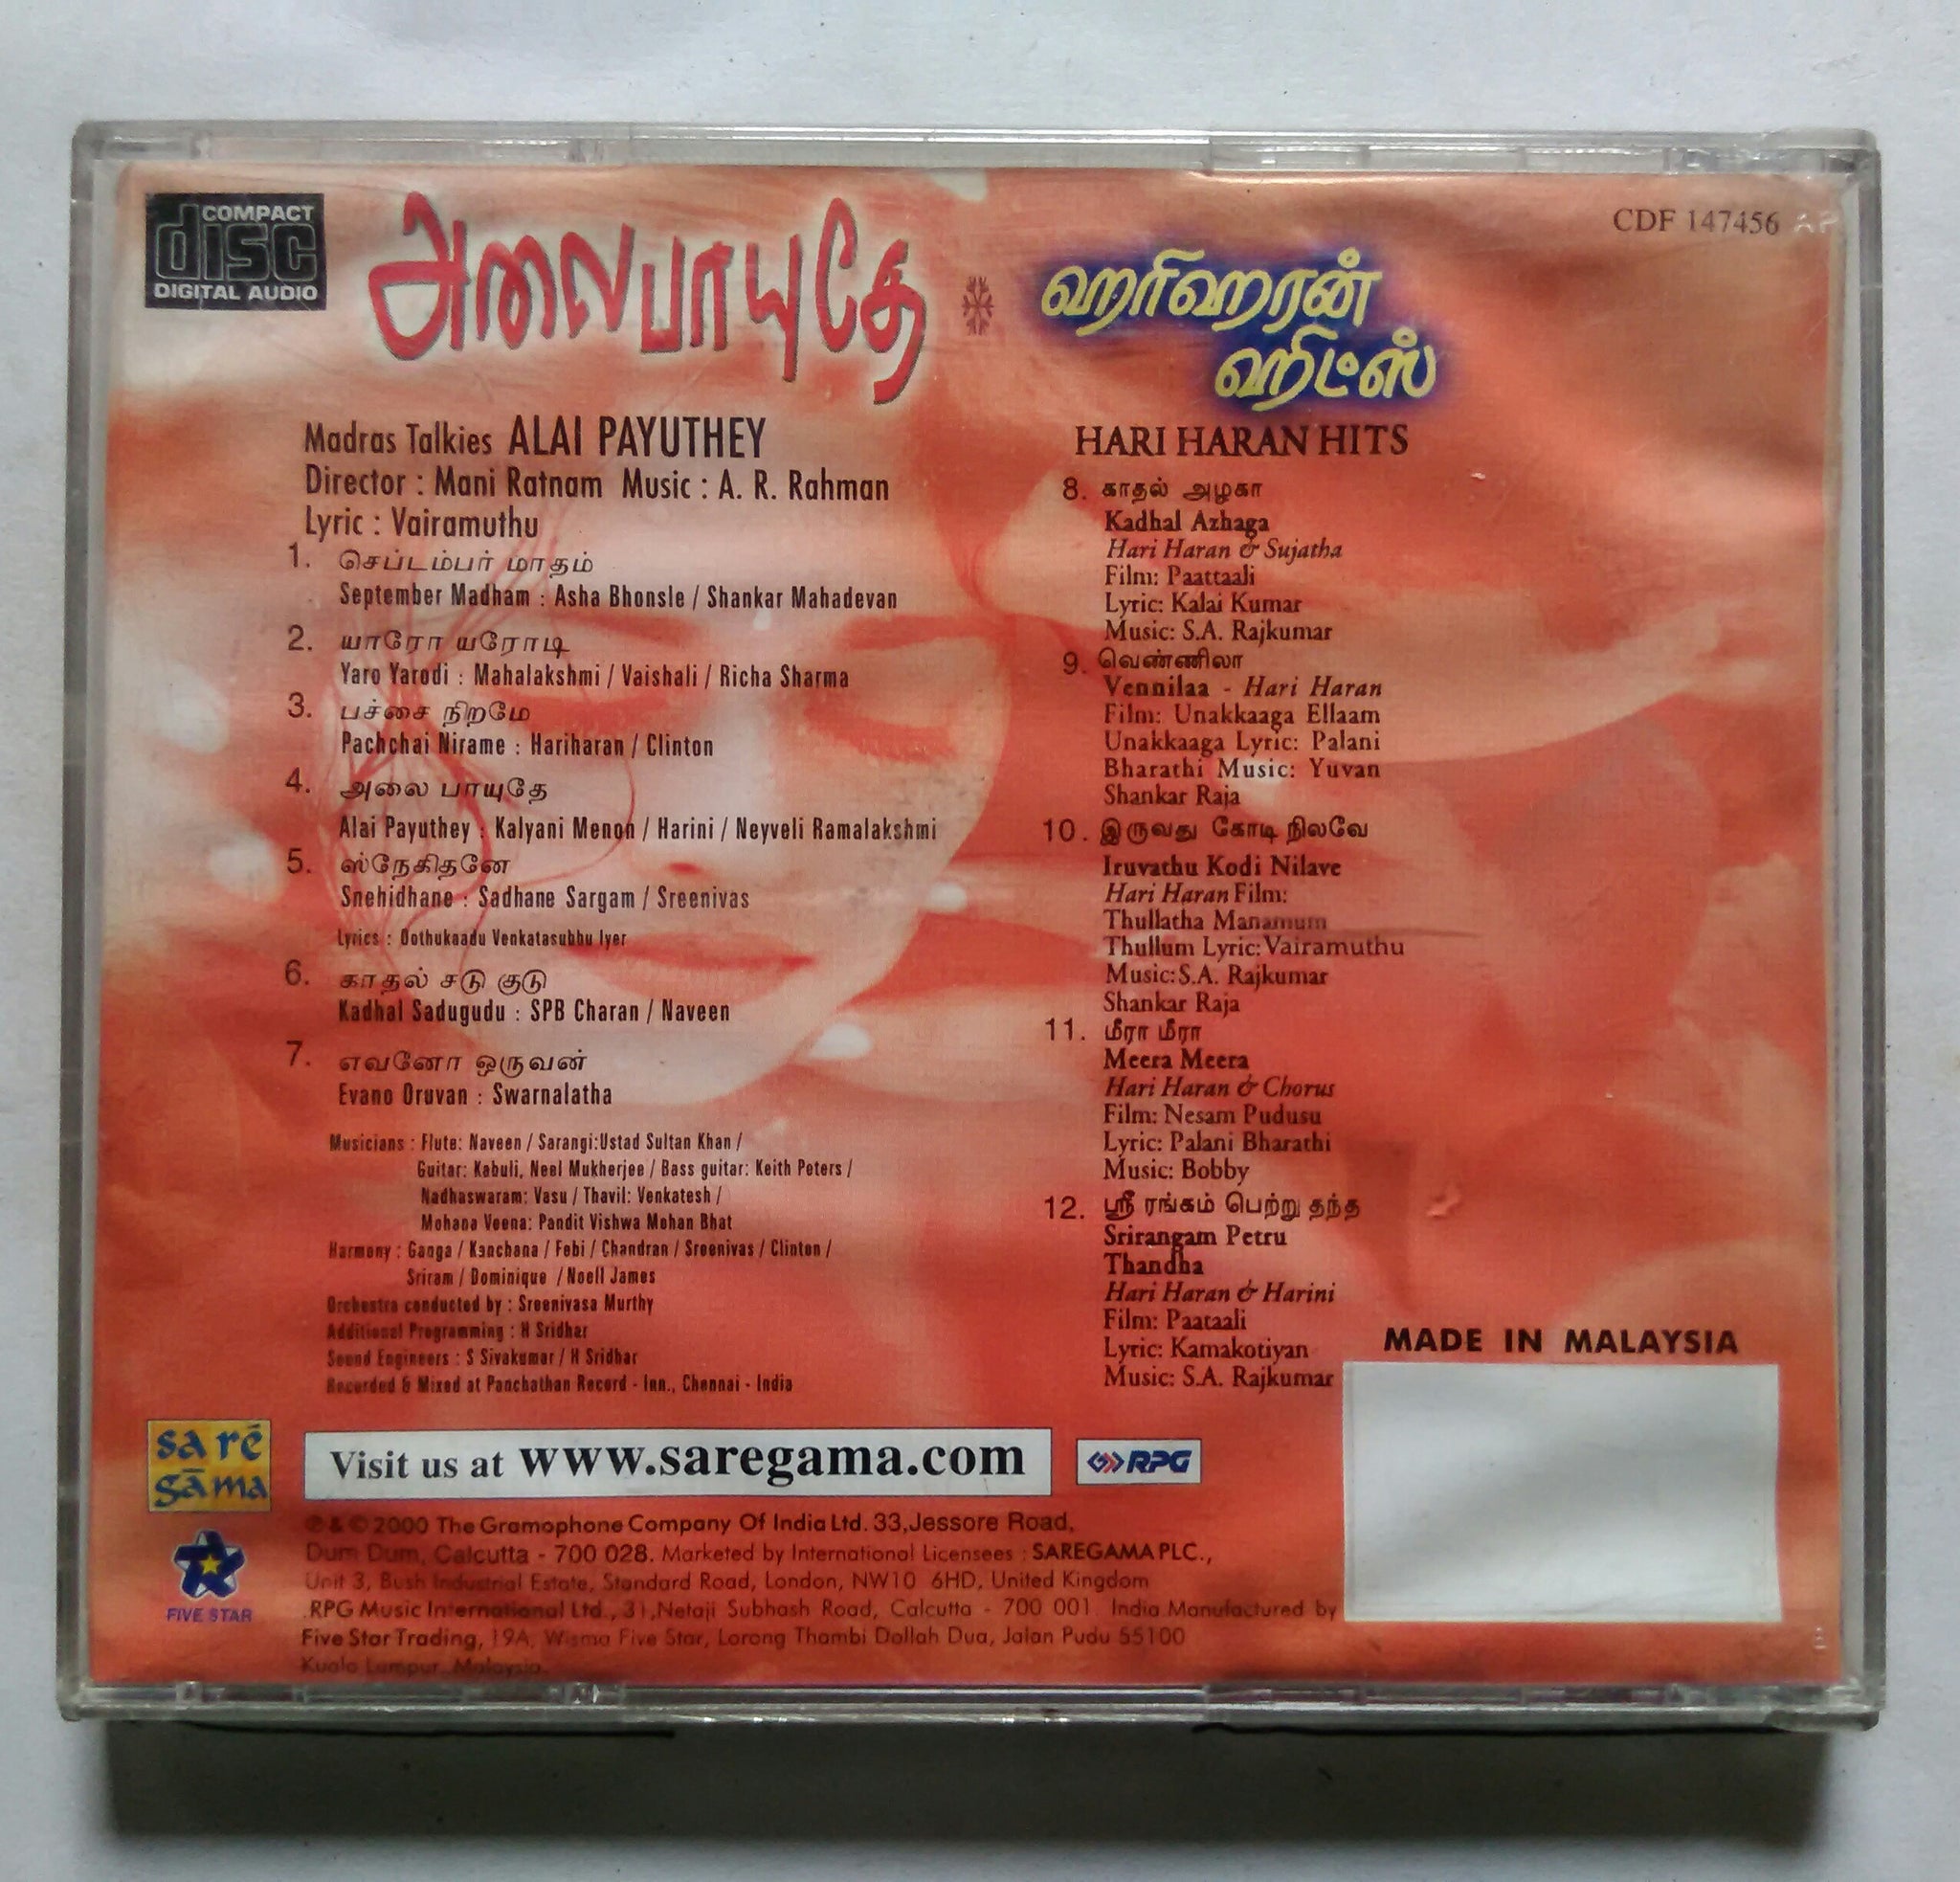 COMPACT
disc
DIGITAL AUDIO
அலைபாயுதே
ஹரிஹரன்
ஹிட்ஸ்
CDF 147456
Madras Talkies ALAI PAYUTHEY
Director : Mani Ratnam Music : A. R. Rahman
Lyric : Vairamuthu
1. செப்டம்பர் மாதம்
September Madham : Asha Bhonsle / Shankar Mahadevan
2. யாரோ யரோடி
Yaro Yarodi : Mahalakshmi / Vaishali / Richa Sharma
3. பச்சை நிறமே
Pachchai Nirame : Hariharan / Clinton
4. அலை பாயுதே
Alai Payuthey : Kalyani Menon / Harini / Neyveli Ramalakshmi
5. ஸ்நேகிதனே
Snehidhane : Sadhane Sargam / Sreenivas
Lyrics : Oothukaadu Venkatasubbu Iyer
6. காதல் சடு குடு
Kadhal Sadugudu : SPB Charan / Naveen
7. எவனோ ஒருவன்
Evano Oruvan : Swarnalatha
Musicians : Flute: Naveen / Sarangi:Ustad Sultan Khan /
Guitar: Kabuli, Neel Mukherjee / Bass guitar: Keith Peters /
Nadhaswaram: Vasu / Thavil: Venkatesh /
Mohana Veena: Pandit Vishwa Mohan Bhat
Harmony : Ganga / Kanchana / Febi / Chandran / Sreenivas / Clinton /
Sriram / Dominique / Noell James
Orchestra conducted by : Sreenivasa Murthy
Additional Programming : H Sridhar
Sound Engineers : S Sivakumar / H Sridhar
Recorded & Mixed at Panchathan Record - Inn., Chennai - India
HARI HARAN HITS
8. காதல் அழகா
Kadhal Azhaga
Hari Haran & Sujatha
Film: Paattaali
Lyric: Kalai Kumar
Music: S.A. Rajkumar
9. வெண்ணிலா
Vennilaa - Hari Haran
Film: Unakkaaga Ellaam
Unakkaaga Lyric: Palani
Bharathi Music: Yuvan
Shankar Raja
10. இருவது கோடி நிலவே
Iruvathu Kodi Nilave
Hari Haran Film:
Thullatha Manamum
Thullum Lyric: Vairamuthu
Music:S.A. Rajkumar
Shankar Raja
11. மீரா மீரா
Meera Meera
Hari Haran & Chorus
Film: Nesam Pudusu
Lyric: Palani Bharathi
Music: Bobby
12. ஸ்ரீ ரங்கம் பெற்று தந்த
Srirangam Petru
Thandha
Hari Haran & Harini
Film: Paataali
Lyric: Kamakotiyan
Music: S.A. Rajkumar
MADE IN MALAYSIA
sa rē
gā ma
Visit us at www.saregama.com
RPG
FIVE STAR
℗ & © 2000 The Gramophone Company Of India Ltd. 33,Jessore Road,
Dum Dum, Calcutta - 700 028. Marketed by International Licensees : SAREGAMA PLC.,
Unit 3, Bush Industrial Estate, Standard Road, London, NW10 6HD, United Kingdom
.RPG Music International Ltd., 31,Netaji Subhash Road, Calcutta - 700 001. India Manufactured by
Five Star Trading, 19A, Wisma Five Star, Lorong Thambi Dollah Dua, Jalan Pudu 55100
Kuala Lumpur. Malaysia.